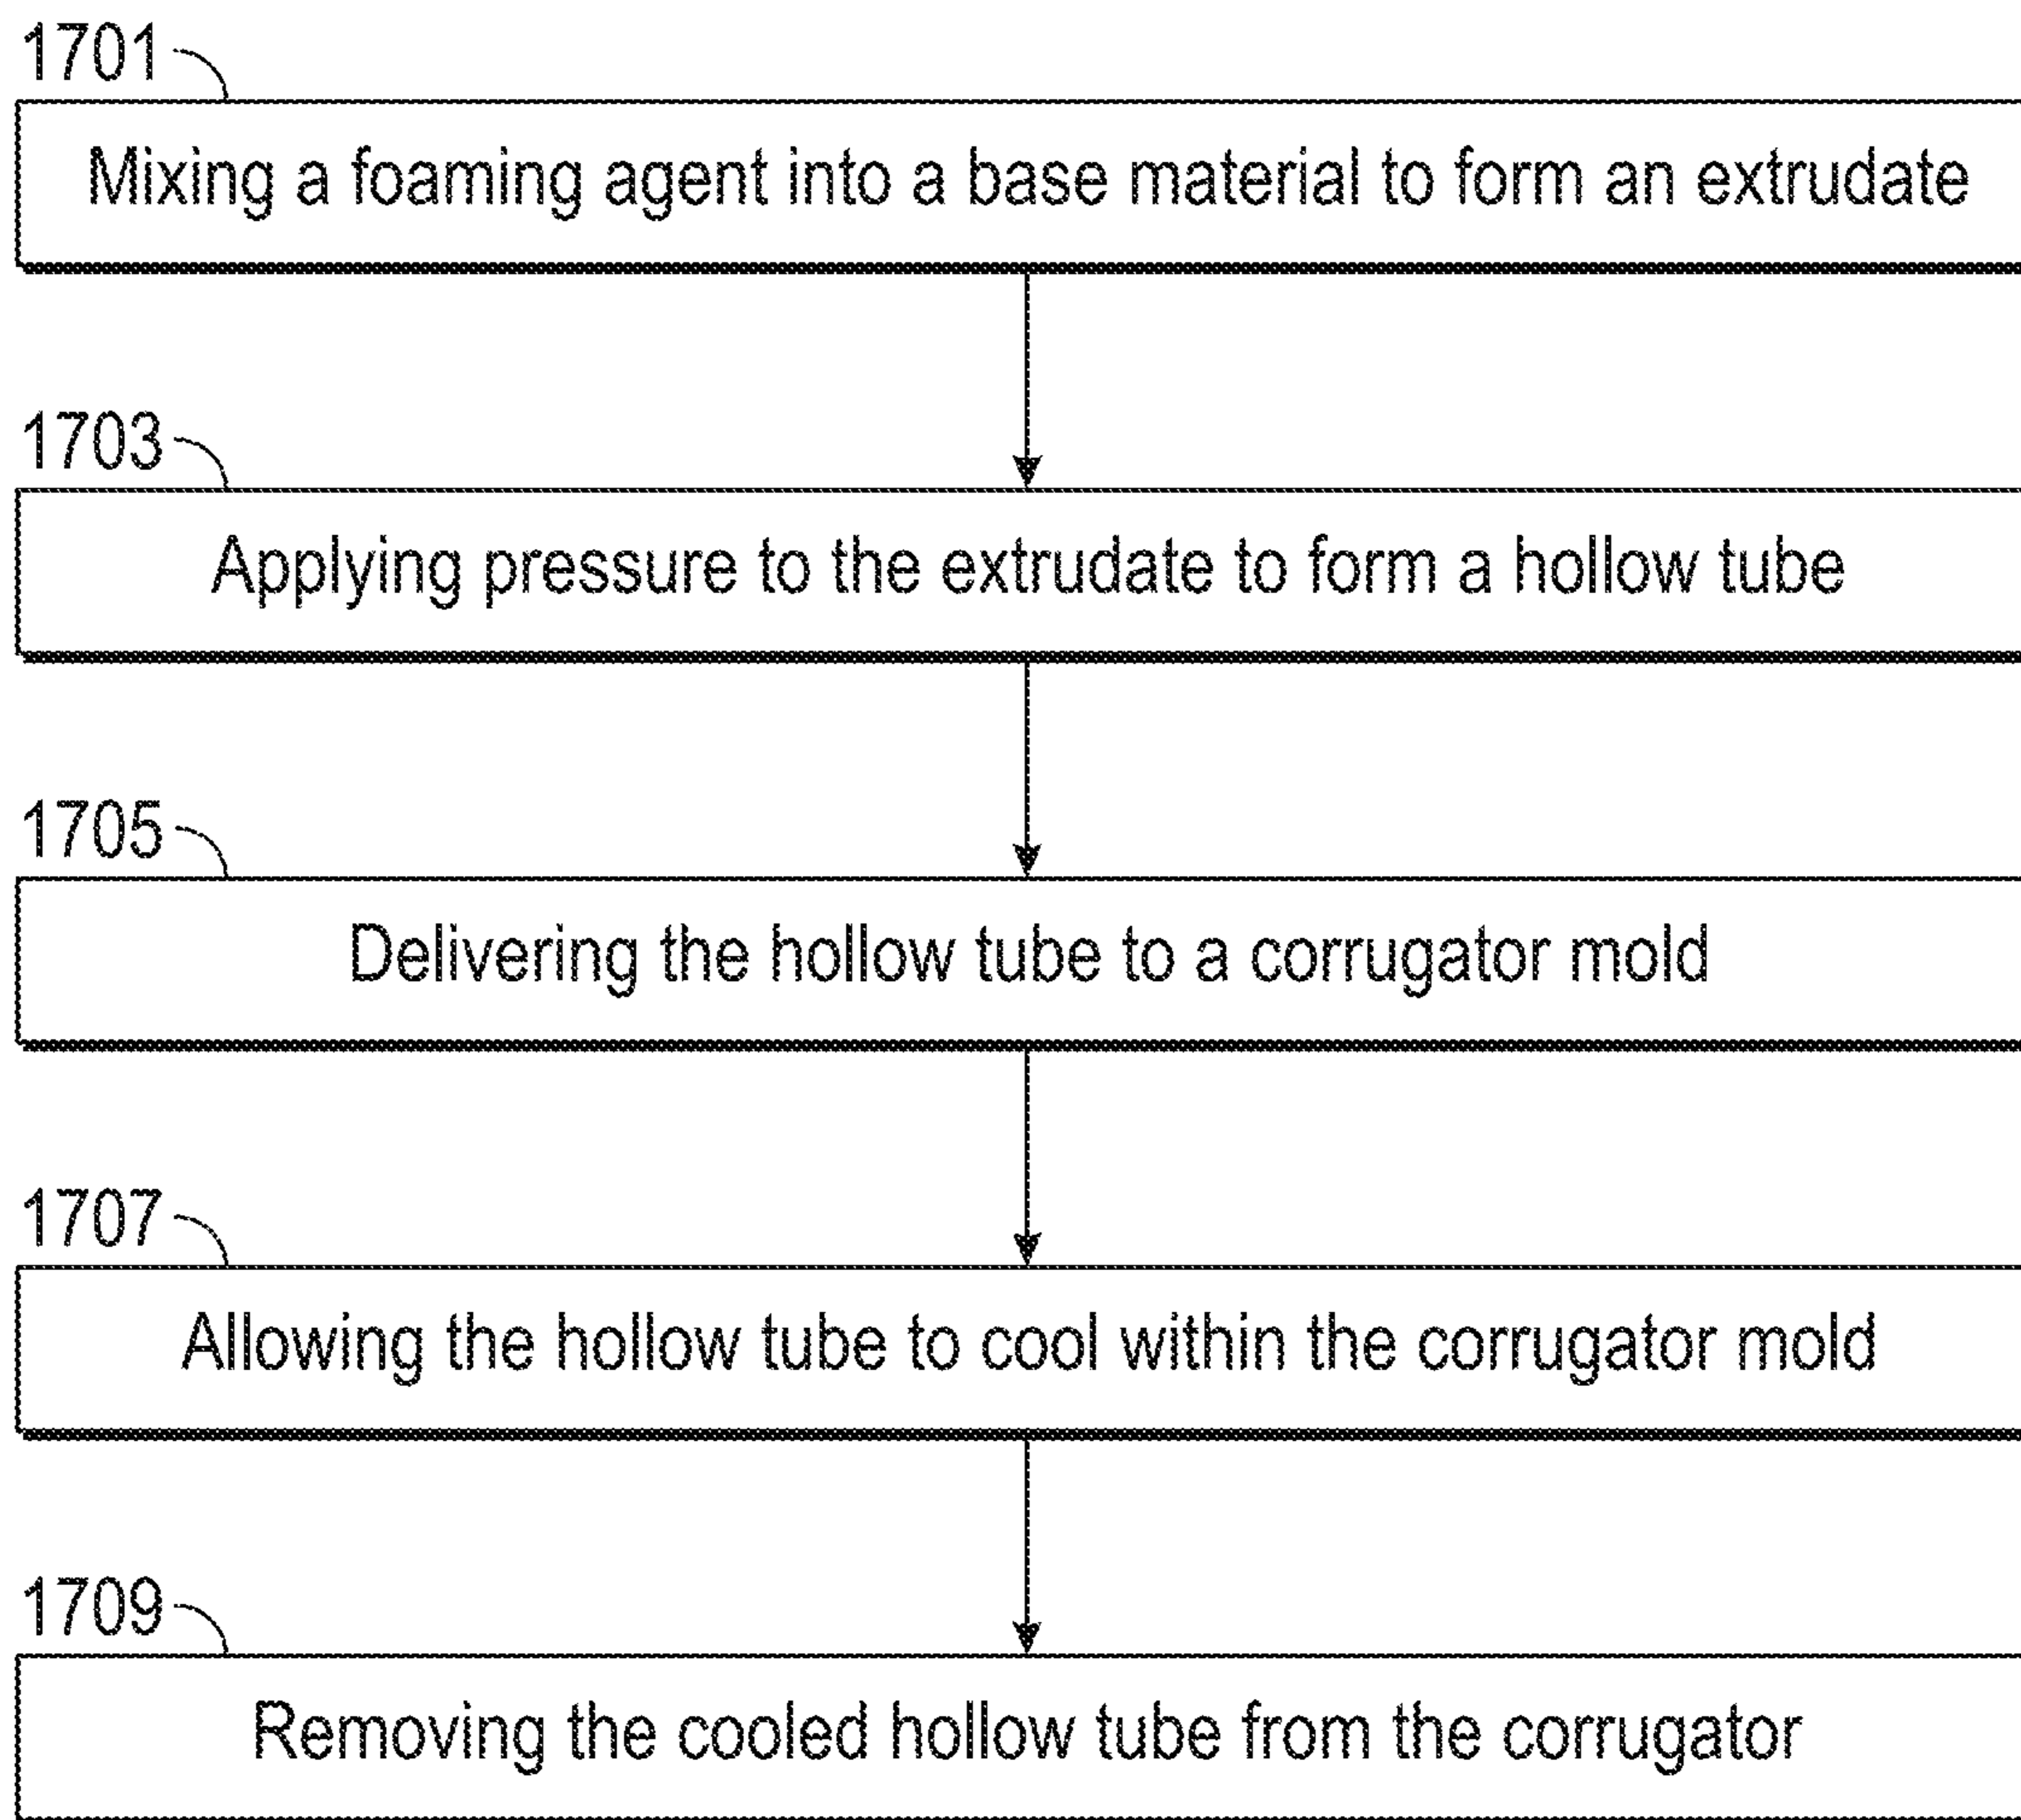 1701
Mixing a foaming agent into a base material to form an extrudate
1703
Applying pressure to the extrudate to form a hollow tube
1705
Delivering the hollow tube to a corrugator mold
1707
Allowing the hollow tube to cool within the corrugator mold
1709
Removing the cooled hollow tube from the corrugator